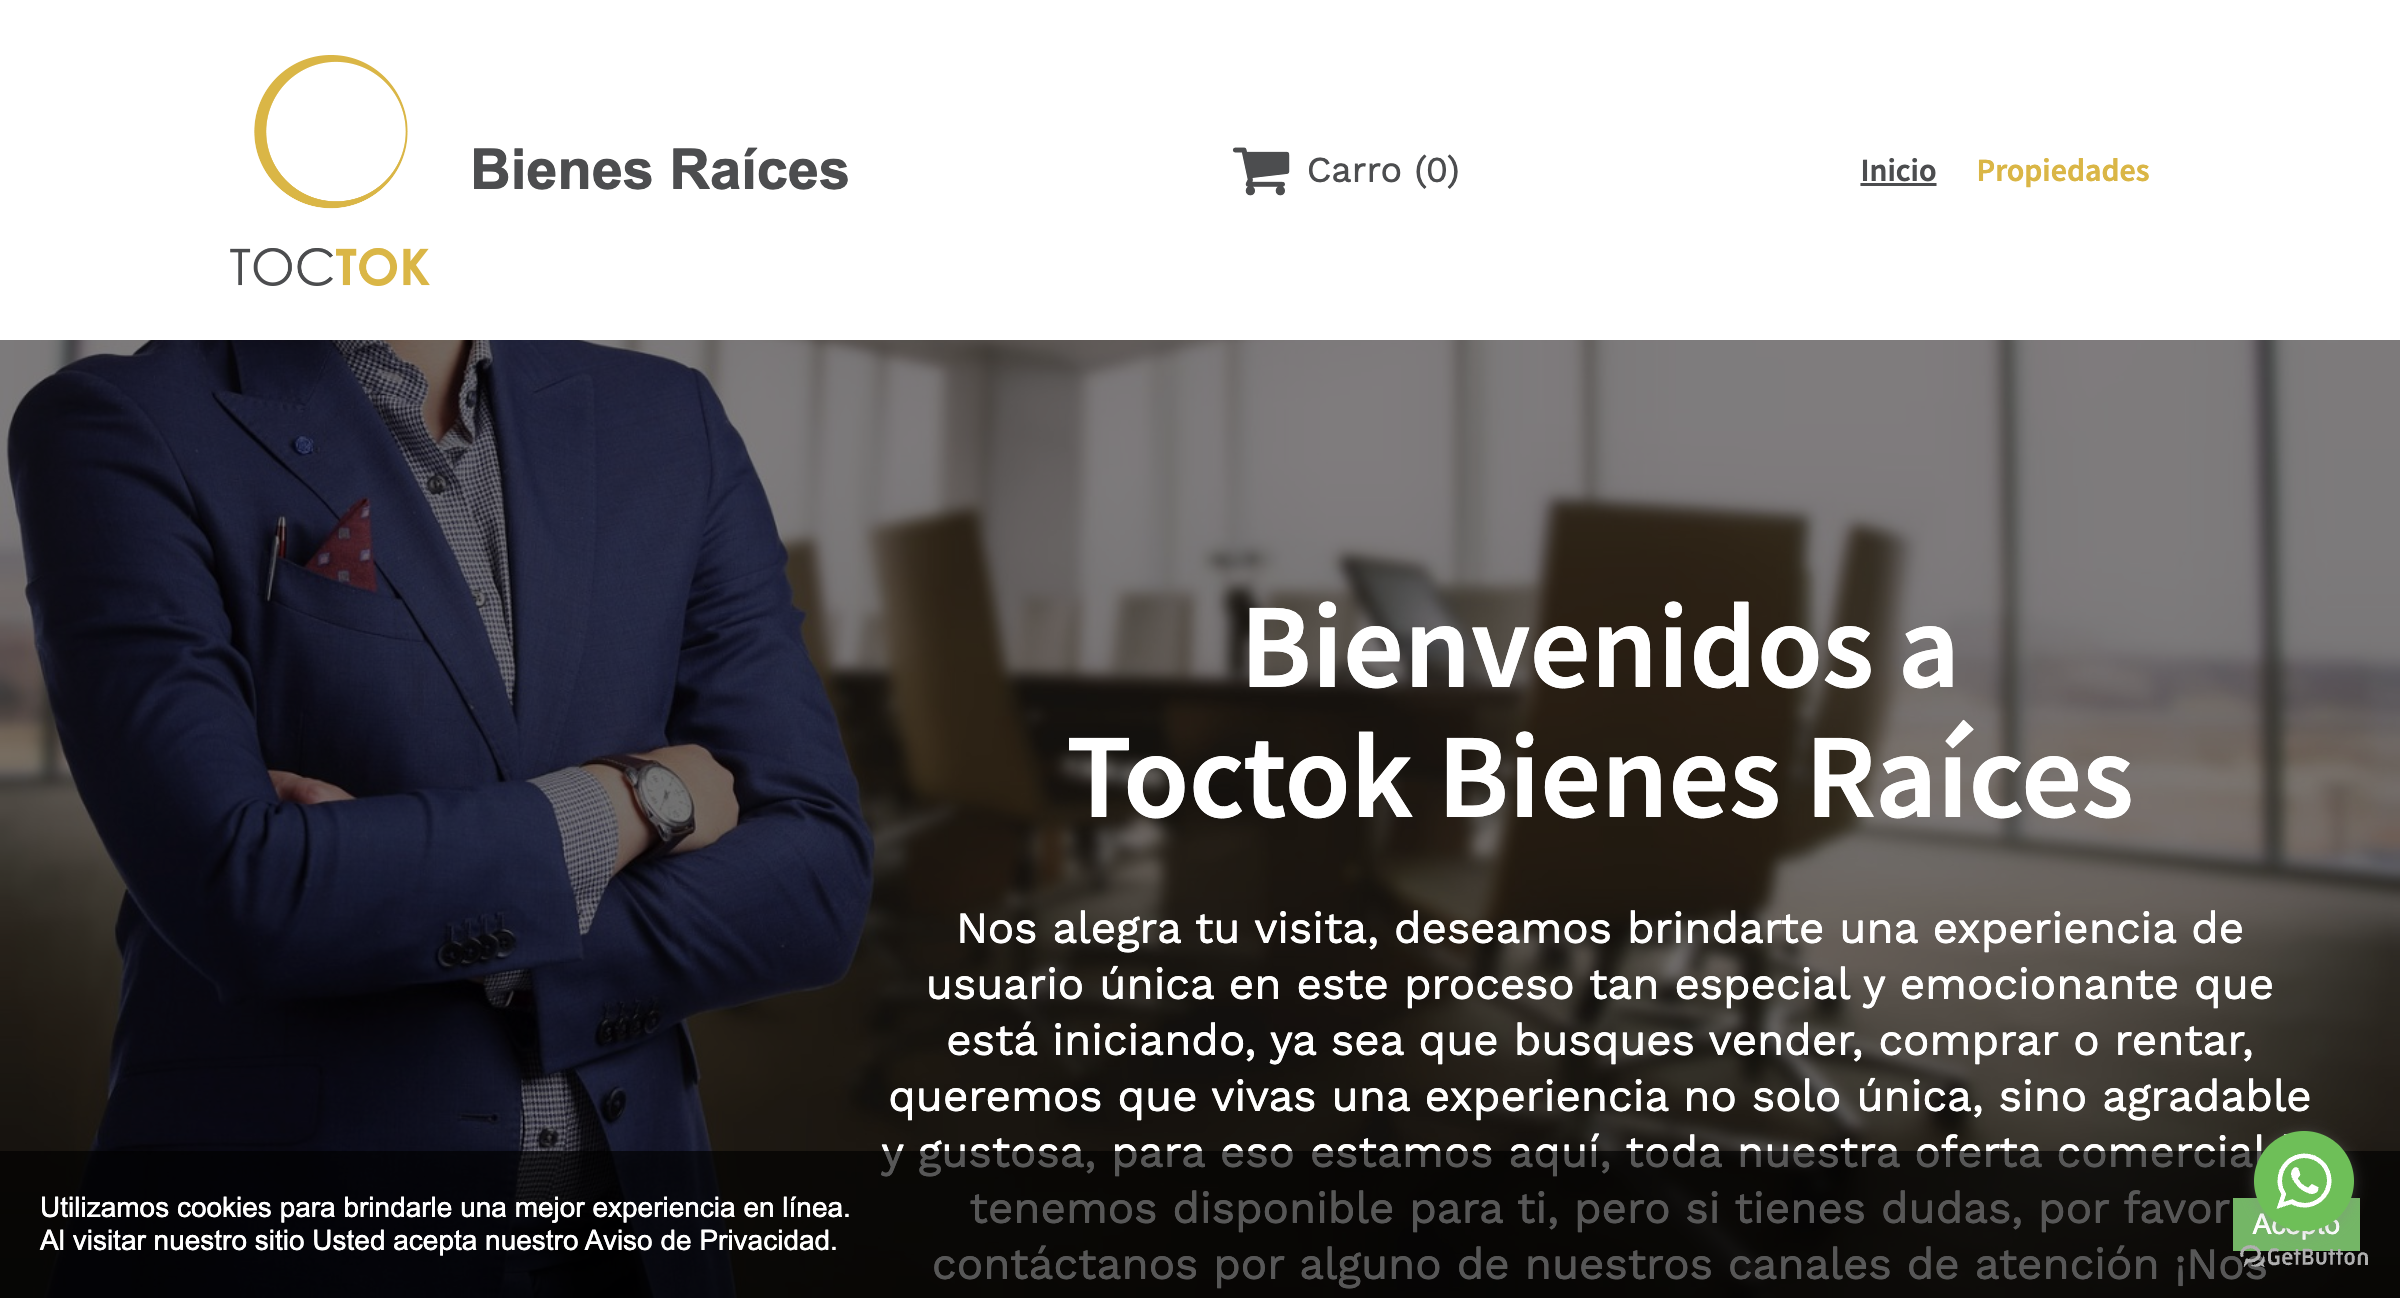 TOCTOK
Bienes Raíces
Carro (0)
Inicio
Propiedades
Bienvenidos a
Toctok Bienes Raíces
Nos alegra tu visita, deseamos brindarte una experiencia de
usuario única en este proceso tan especial y emocionante que
está iniciando, ya sea que busques vender, comprar o rentar,
queremos que vivas una experiencia no solo única, sino agradable
y gustosa, para eso estamos aquí, toda nuestra oferta comercial
tenemos disponible para ti, pero si tienes dudas, por favor
contáctanos por alguno de nuestros canales de atención ¡Nos
Utilizamos cookies para brindarle una mejor experiencia en línea.
Al visitar nuestro sitio Usted acepta nuestro Aviso de Privacidad.
Acepto
GetButton